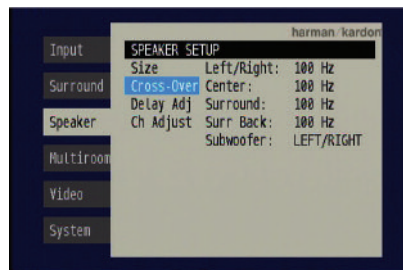 harman/kardon
Input
Surround
Speaker
Multiroom
Video
System
SPEAKER SETUP
Size Left/Right: 100 Hz
Cross-Over Center: 100 Hz
Delay Adj Surround: 100 Hz
Ch Adjust Surr Back: 100 Hz
Subwoofer: LEFT/RIGHT